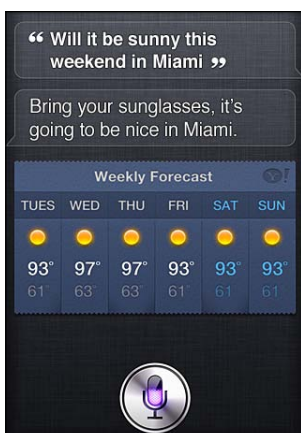 “ Will it be sunny this
weekend in Miami ”
Bring your sunglasses, it’s
going to be nice in Miami.
Weekly Forecast Y!
TUES WED THU FRI SAT SUN
93° 97° 97° 93° 93° 93°
61° 63° 63° 61° 61° 61°